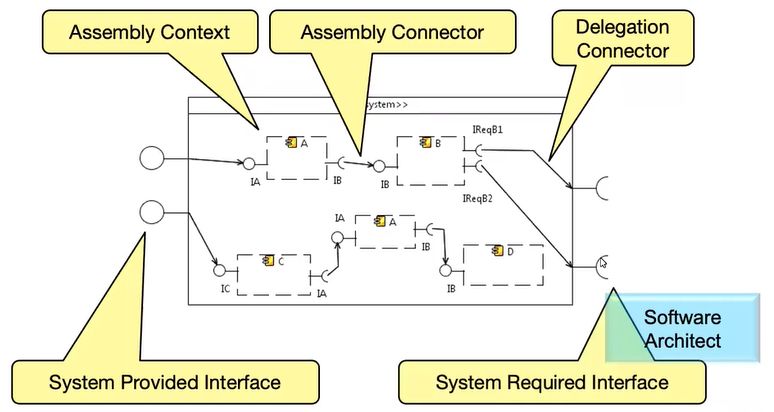 Assembly Context
Assembly Connector
Delegation
Connector
system>>
IReqB1
A
B
IA
IB
IB
IReqB2
IA
A
IB
C
D
IC
IA
IB
Software
Architect
System Provided Interface
System Required Interface